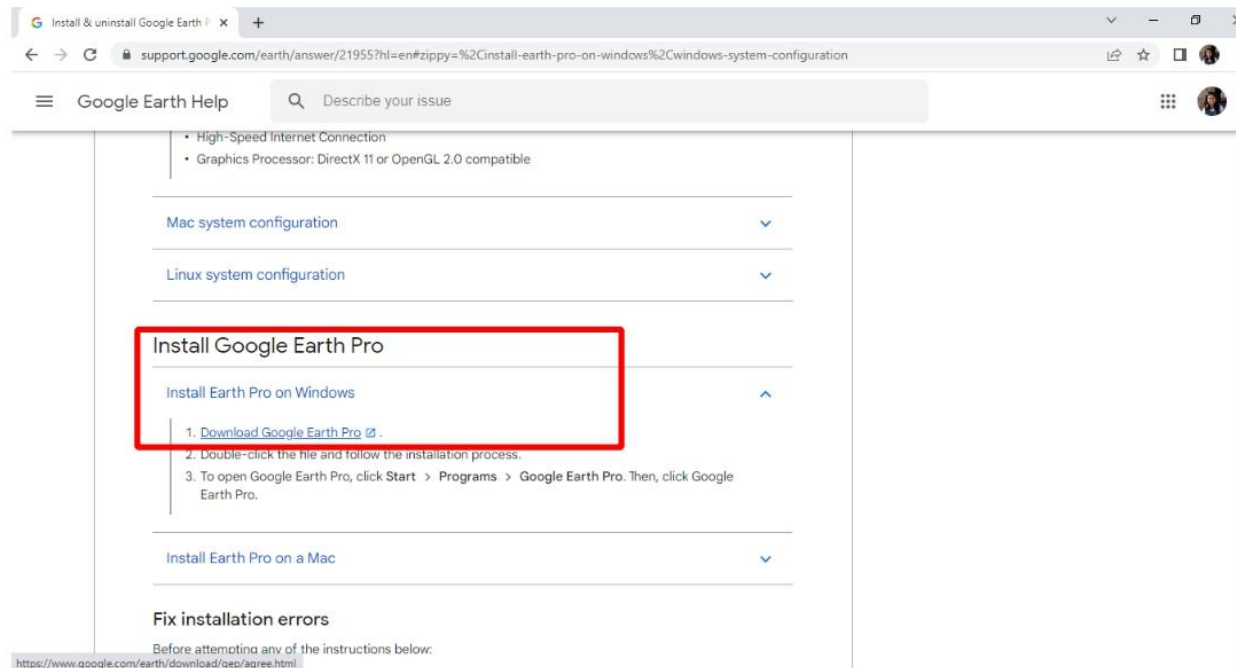 Install & uninstall Google Earth P
support.google.com/earth/answer/21955?hl=en#zippy=%2Cinstall-earth-pro-on-windows%2Cwindows-system-configuration
Google Earth Help
Describe your issue
• High-Speed Internet Connection
• Graphics Processor: DirectX 11 or OpenGL 2.0 compatible
Mac system configuration
Linux system configuration
Install Google Earth Pro
Install Earth Pro on Windows
1. Download Google Earth Pro .
2. Double-click the file and follow the installation process.
3. To open Google Earth Pro, click Start > Programs > Google Earth Pro. Then, click Google
Earth Pro.
Install Earth Pro on a Mac
Fix installation errors
Before attempting any of the instructions below:
https://www.google.com/earth/download/gep/agree.html